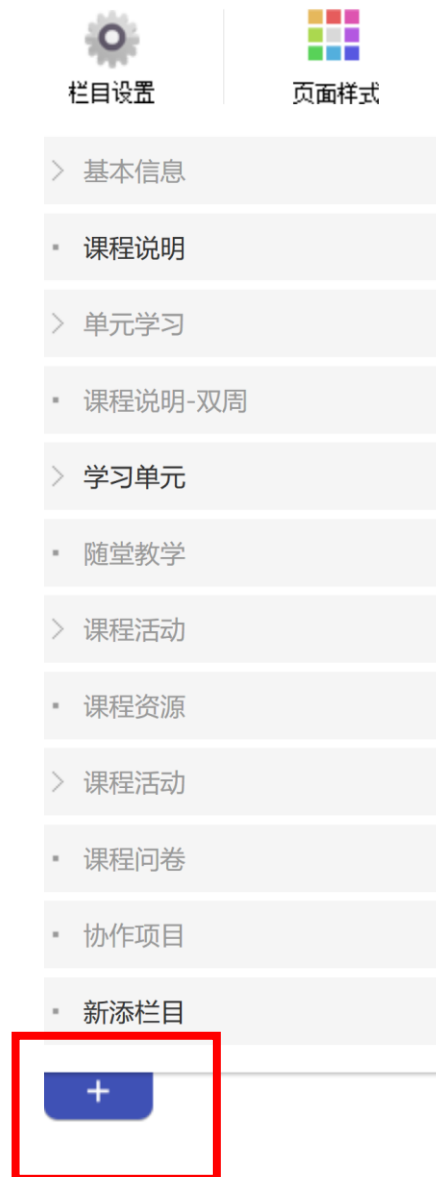 栏目设置
页面样式
基本信息
课程说明
单元学习
课程说明-双周
学习单元
随堂教学
课程活动
课程资源
课程活动
课程问卷
协作项目
新添栏目
+